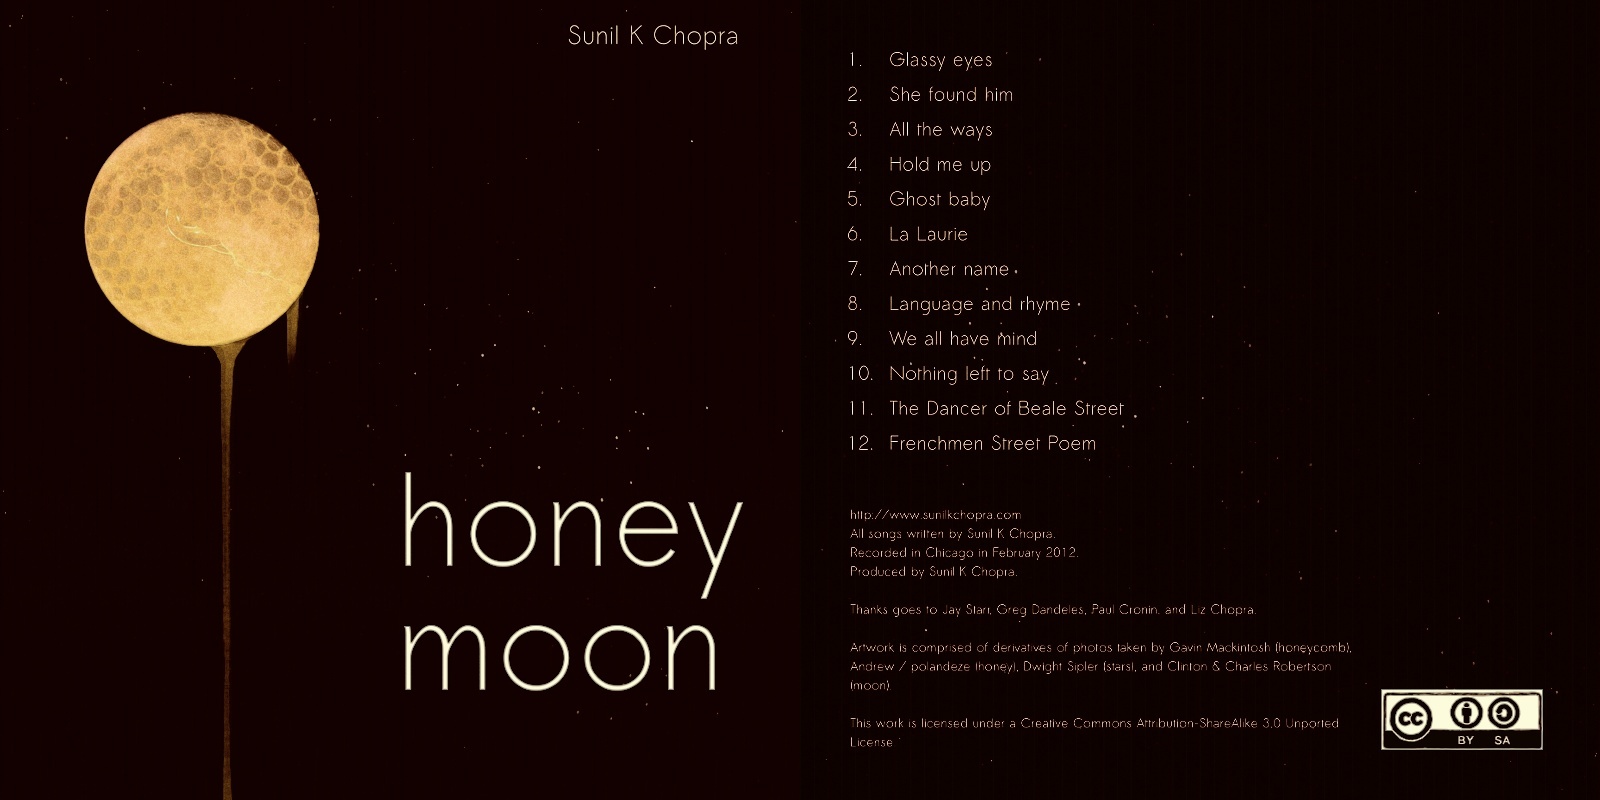 Sunil K Chopra
honey
moon
1. Glassy eyes
2. She found him
3. All the ways
4. Hold me up
5. Ghost baby
6. La Laurie
7. Another name
8. Language and rhyme
9. We all have mind
10. Nothing left to say
11. The Dancer of Beale Street
12. Frenchmen Street Poem
http://www.sunilkchopra.com
All songs written by Sunil K Chopra.
Recorded in Chicago in February 2012.
Produced by Sunil K Chopra.
Thanks goes to Jay Starr, Greg Dandeles, Paul Cronin, and Liz Chopra.
Artwork is comprised of derivatives of photos taken by Gavin Mackintosh (honeycomb),
Andrew / polandeze (honey), Dwight Sipler (stars), and Clinton & Charles Robertson
(moon).
This work is licensed under a Creative Commons Attribution-ShareAlike 3.0 Unported
License
cc
BY SA